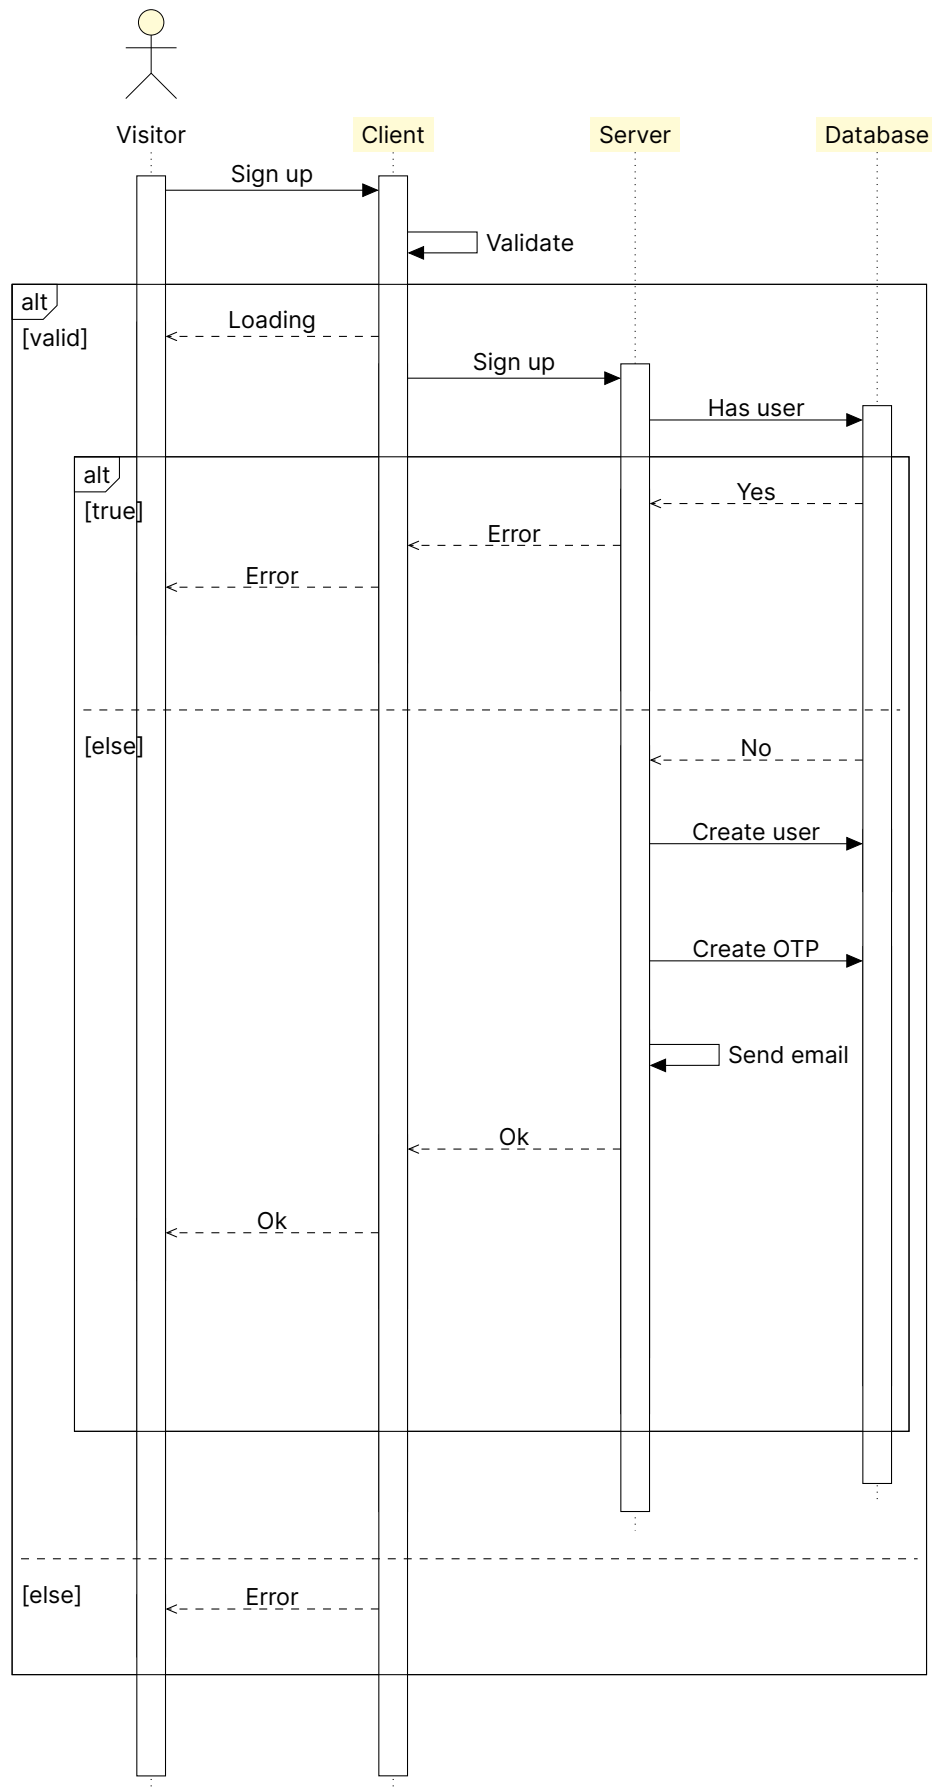 Visitor
Client
Server
Database
Sign up
Validate
alt
[valid]
Loading
Sign up
Has user
alt
[true]
Yes
Error
Error
[else]
No
Create user
Create OTP
Send email
Ok
Ok
[else]
Error